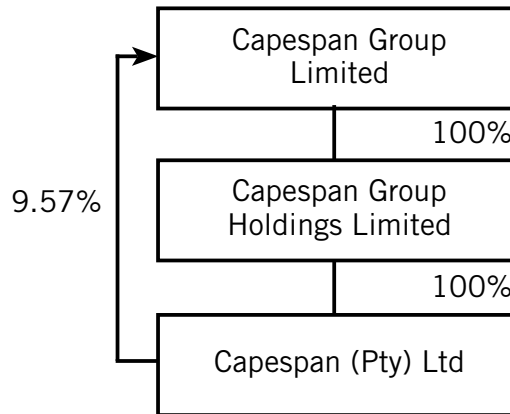 Capespan Group
Limited
100%
9.57%
Capespan Group
Holdings Limited
100%
Capespan (Pty) Ltd